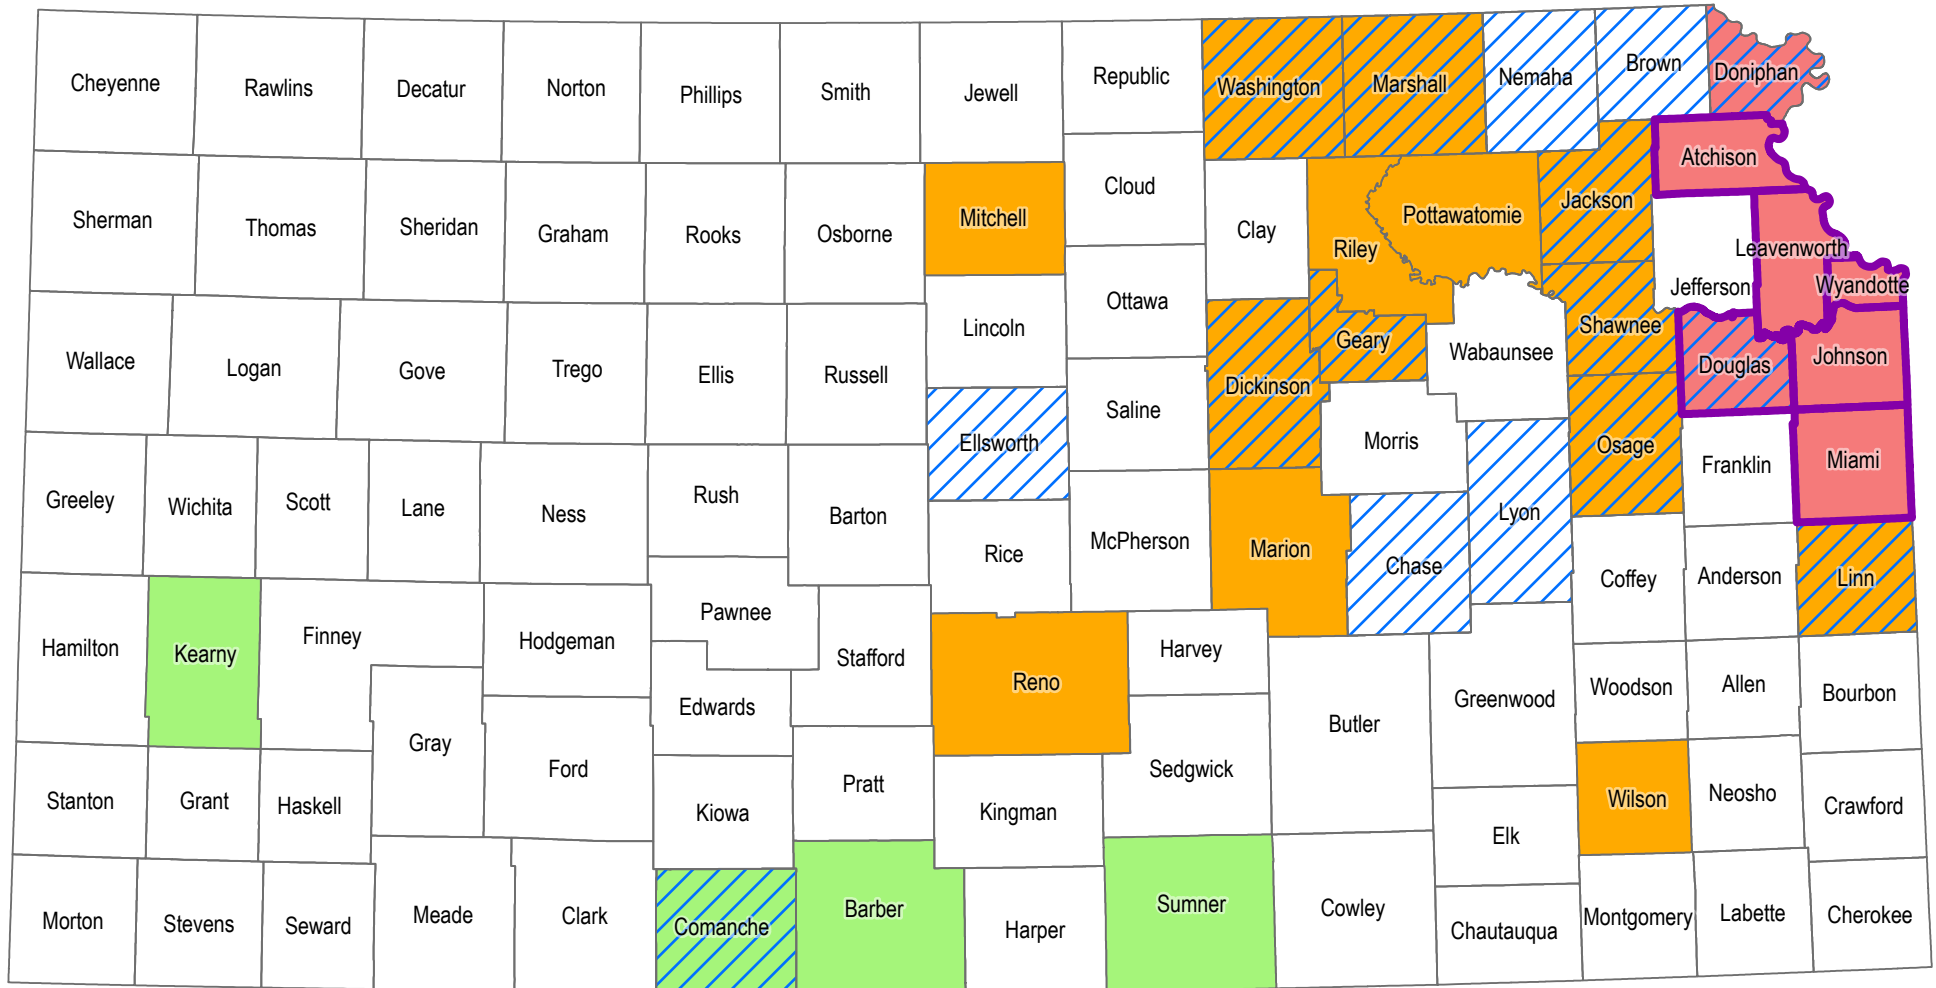 Cheyenne
Rawlins
Decatur
Norton
Phillips
Smith
Jewell
Republic
Washington
Marshall
Nemaha
Brown
Doniphan
Atchison
Sherman
Thomas
Sheridan
Graham
Rooks
Osborne
Mitchell
Cloud
Clay
Riley
Pottawatomie
Jackson
Leavenworth
Jefferson
Wyandotte
Wallace
Logan
Gove
Trego
Ellis
Russell
Lincoln
Ottawa
Dickinson
Geary
Wabaunsee
Shawnee
Douglas
Johnson
Ellsworth
Saline
Morris
Osage
Franklin
Miami
Greeley
Wichita
Scott
Lane
Ness
Rush
Barton
Rice
McPherson
Marion
Chase
Lyon
Coffey
Anderson
Linn
Hamilton
Kearny
Finney
Hodgeman
Pawnee
Stafford
Reno
Harvey
Edwards
Gray
Ford
Butler
Greenwood
Woodson
Allen
Bourbon
Stanton
Grant
Haskell
Kiowa
Pratt
Kingman
Sedgwick
Elk
Wilson
Neosho
Crawford
Morton
Stevens
Seward
Meade
Clark
Comanche
Barber
Harper
Sumner
Cowley
Chautauqua
Montgomery
Labette
Cherokee